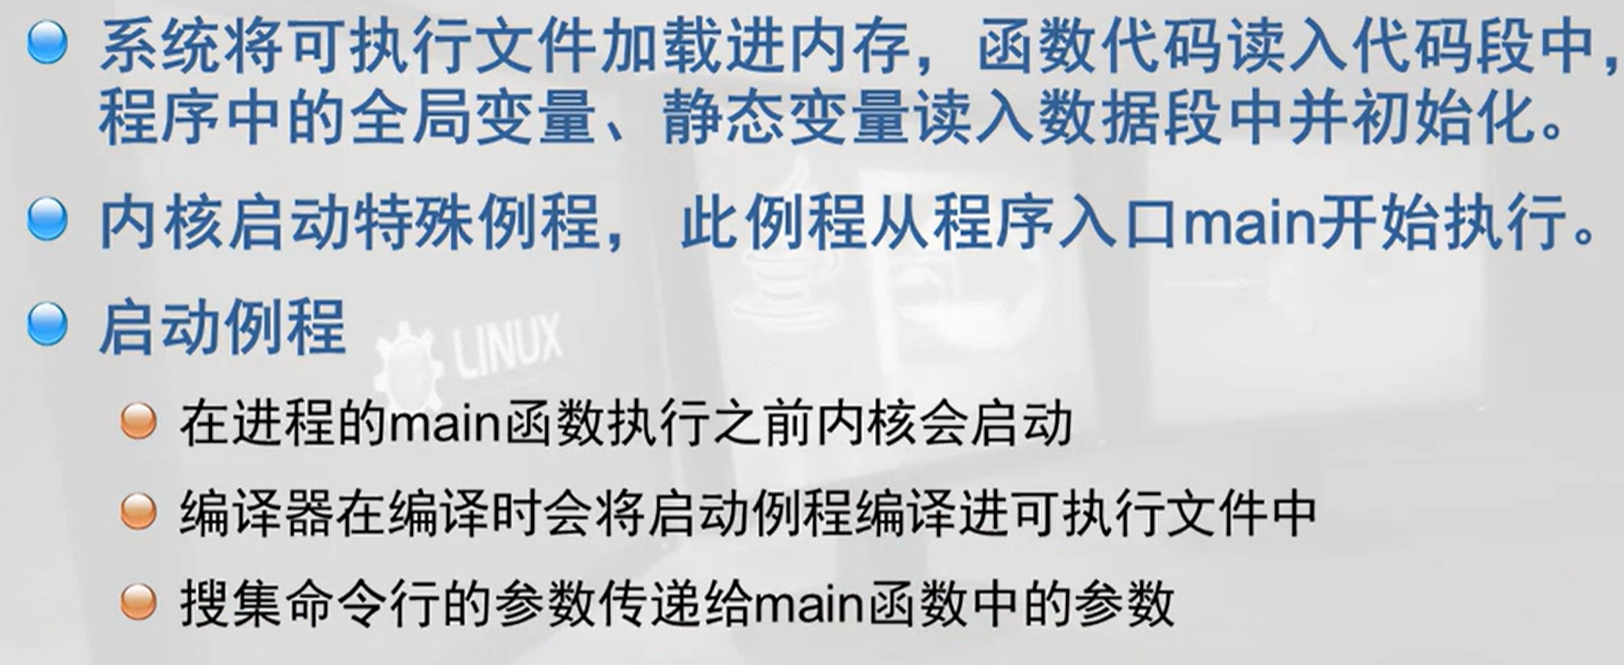 系统将可执行文件加载进内存，函数代码读入代码段中，
程序中的全局变量、静态变量读入数据段中并初始化。
内核启动特殊例程， 此例程从程序入口main开始执行。
启动例程
LINUX
在进程的main函数执行之前内核会启动
编译器在编译时会将启动例程编译进可执行文件中
搜集命令行的参数传递给main函数中的参数